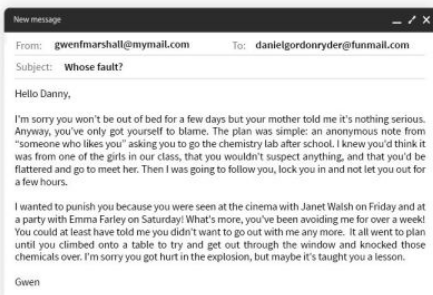 New message
From: gwenfmarshall@mymail.com To: danielgordonryder@funmail.com
Subject: Whose fault?
Hello Danny,
I'm sorry you won't be out of bed for a few days but your mother told me it's nothing serious.
Anyway, you've only got yourself to blame. The plan was simple: an anonymous note from
“someone who likes you” asking you to go the chemistry lab after school. I knew you'd think it
was from one of the girls in our class, that you wouldn't suspect anything, and that you'd be
flattered and go to meet her. Then I was going to follow you, lock you in and not let you out for
a few hours.
I wanted to punish you because you were seen at the cinema with Janet Walsh on Friday and at
a party with Emma Farley on Saturday! What's more, you've been avoiding me for over a week!
You could at least have told me you didn't want to go out with me any more. It all went to plan
until you climbed onto a table to try and get out through the window and knocked those
chemicals over. I'm sorry you got hurt in the explosion, but maybe it's taught you a lesson.
Gwen